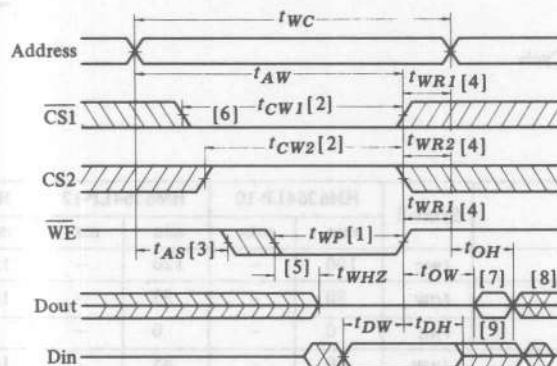 tWC
Address
tAW
tWR1 [4]
CS1
[6]
tCW1 [2]
tWR2 [4]
CS2
tCW2 [2]
tWR1 [4]
WE
tAS [3]
tWP [1]
tOH
[5]
tWHZ
tOW
[7]
[8]
Dout
tDW
tDH
[9]
Din